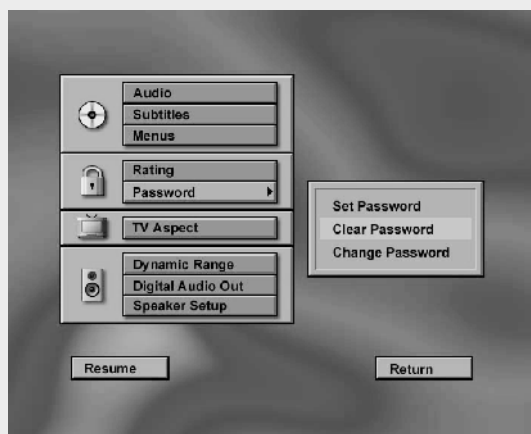 Audio
Subtitles
Menus
Rating
Password
TV Aspect
Dynamic Range
Digital Audio Out
Speaker Setup
Set Password
Clear Password
Change Password
Resume
Return